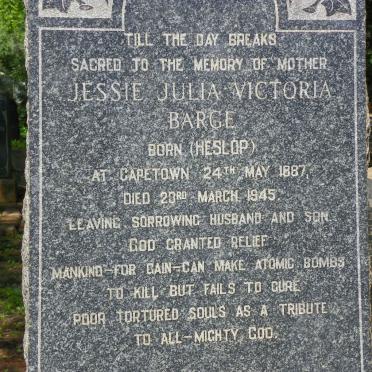 TILL THE DAY BREAKS
SACRED TO THE MEMORY OF MOTHER
JESSIE JULIA VICTORIA
BARGE
BORN (HESLOP)
AT CAPETOWN 24TH MAY 1887.
DIED 23RD MARCH 1945.
LEAVING SORROWING HUSBAND AND SON.
GOD GRANTED RELIEF
MANKIND-FOR GAIN-CAN MAKE ATOMIC BOMBS
TO KILL BUT FAILS TO CURE
POOR TORTURED SOULS AS A TRIBUTE
TO ALL-MIGHTY GOD.